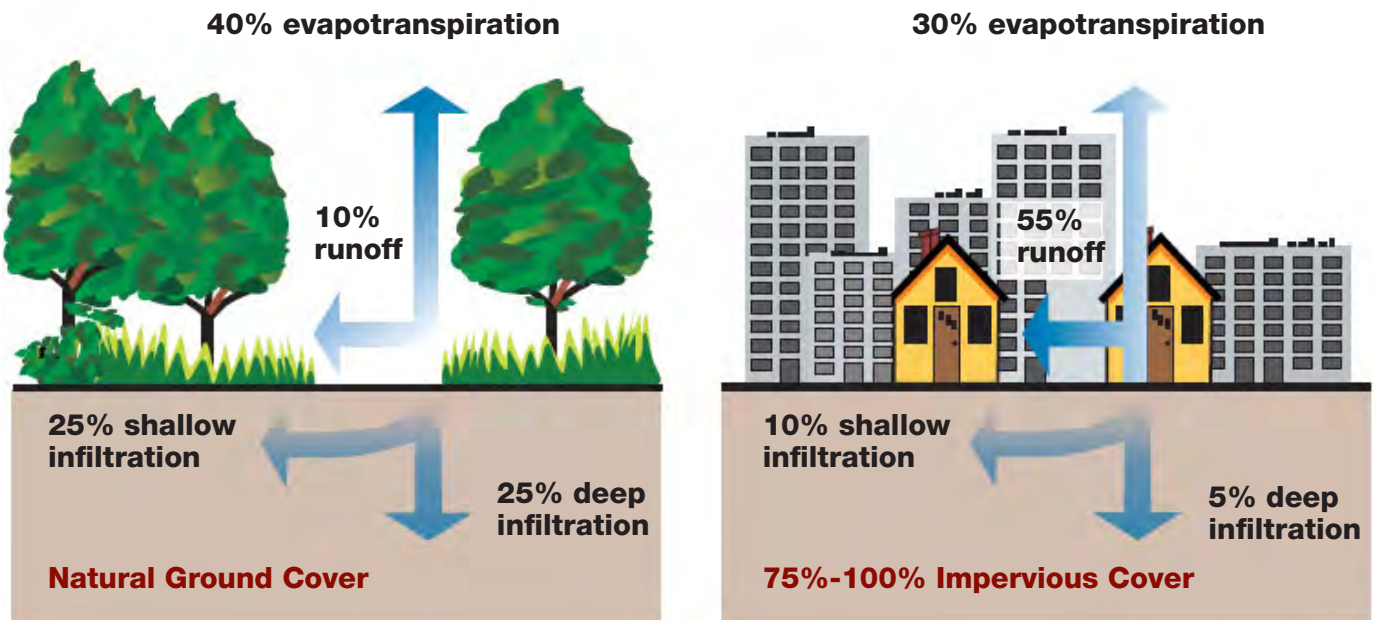 40% evapotranspiration
10%
runoff
25% shallow
infiltration
25% deep
infiltration
Natural Ground Cover
30% evapotranspiration
55%
runoff
10% shallow
infiltration
5% deep
infiltration
75%-100% Impervious Cover